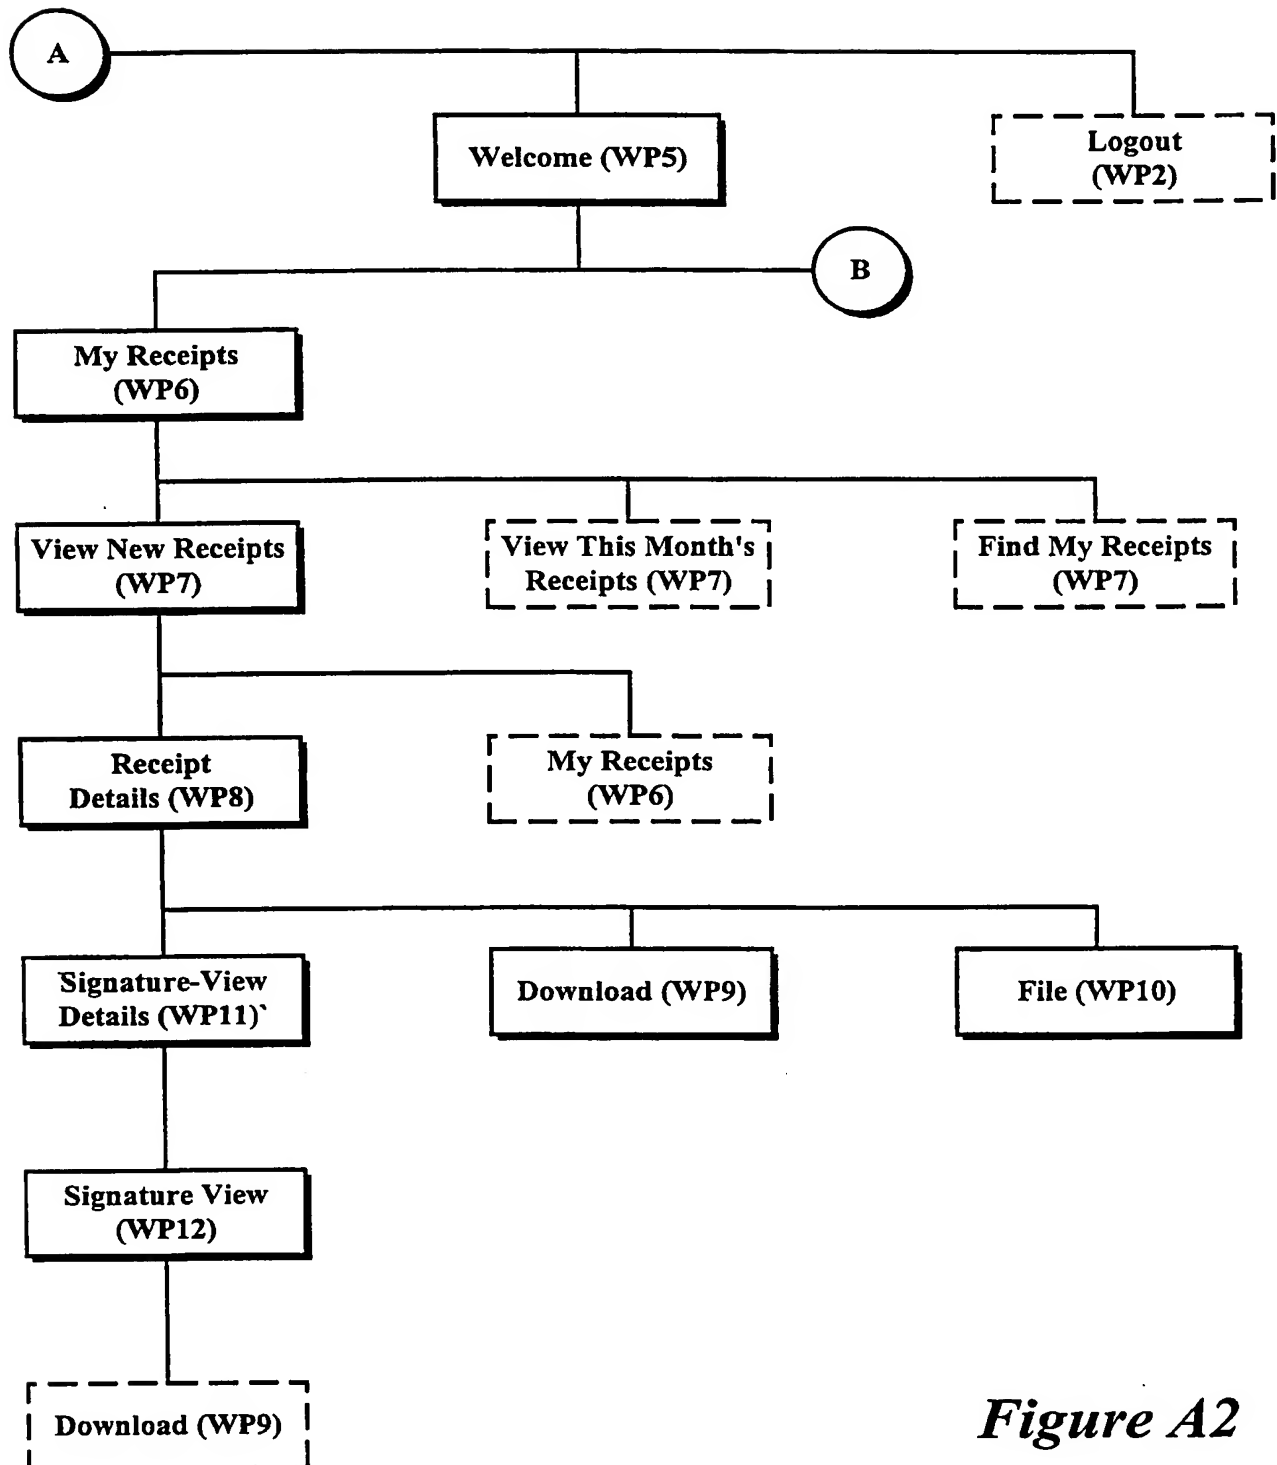 A
Welcome (WP5)
Logout
(WP2)
B
My Receipts
(WP6)
View New Receipts
(WP7)
View This Month's
Receipts (WP7)
Find My Receipts
(WP7)
Receipt
Details (WP8)
My Receipts
(WP6)
Signature-View
Details (WP11)`
Download (WP9)
File (WP10)
Signature View
(WP12)
Download (WP9)
Figure A2